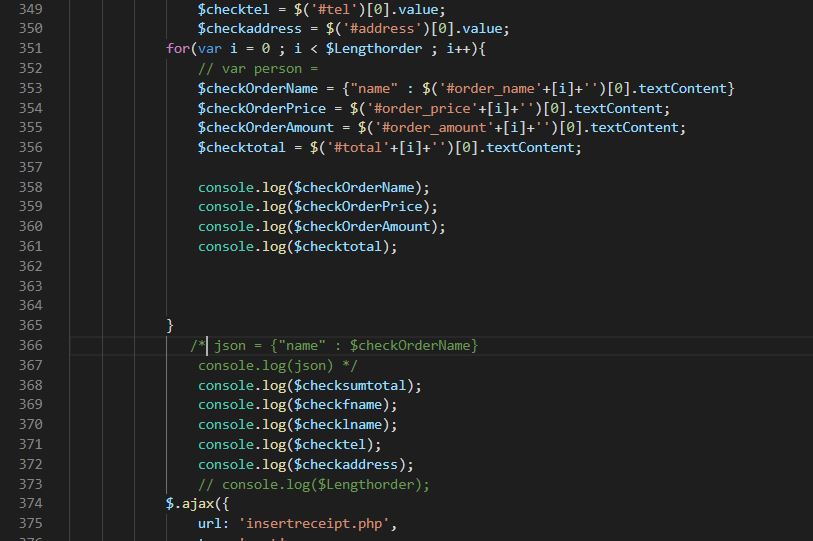 349 $checktel = $('#tel')[0].value;
350 $checkaddress = $('#address')[0].value;
351 for(var i = 0 ; i < $Lengthorder ; i++){
352 // var person =
353 $checkOrderName = {"name" : $('#order_name'+[i]+'')[0].textContent}
354 $checkOrderPrice = $('#order_price'+[i]+'')[0].textContent;
355 $checkOrderAmount = $('#order_amount'+[i]+'')[0].textContent;
356 $checktotal = $('#total'+[i]+'')[0].textContent;
357
358 console.log($checkOrderName);
359 console.log($checkOrderPrice);
360 console.log($checkOrderAmount);
361 console.log($checktotal);
362
363
364
365 }
366 /* json = {"name" : $checkOrderName}
367 console.log(json) */
368 console.log($checksumtotal);
369 console.log($checkfname);
370 console.log($checklname);
371 console.log($checktel);
372 console.log($checkaddress);
373 // console.log($Lengthorder);
374 $.ajax({
375 url: 'insertreceipt.php',